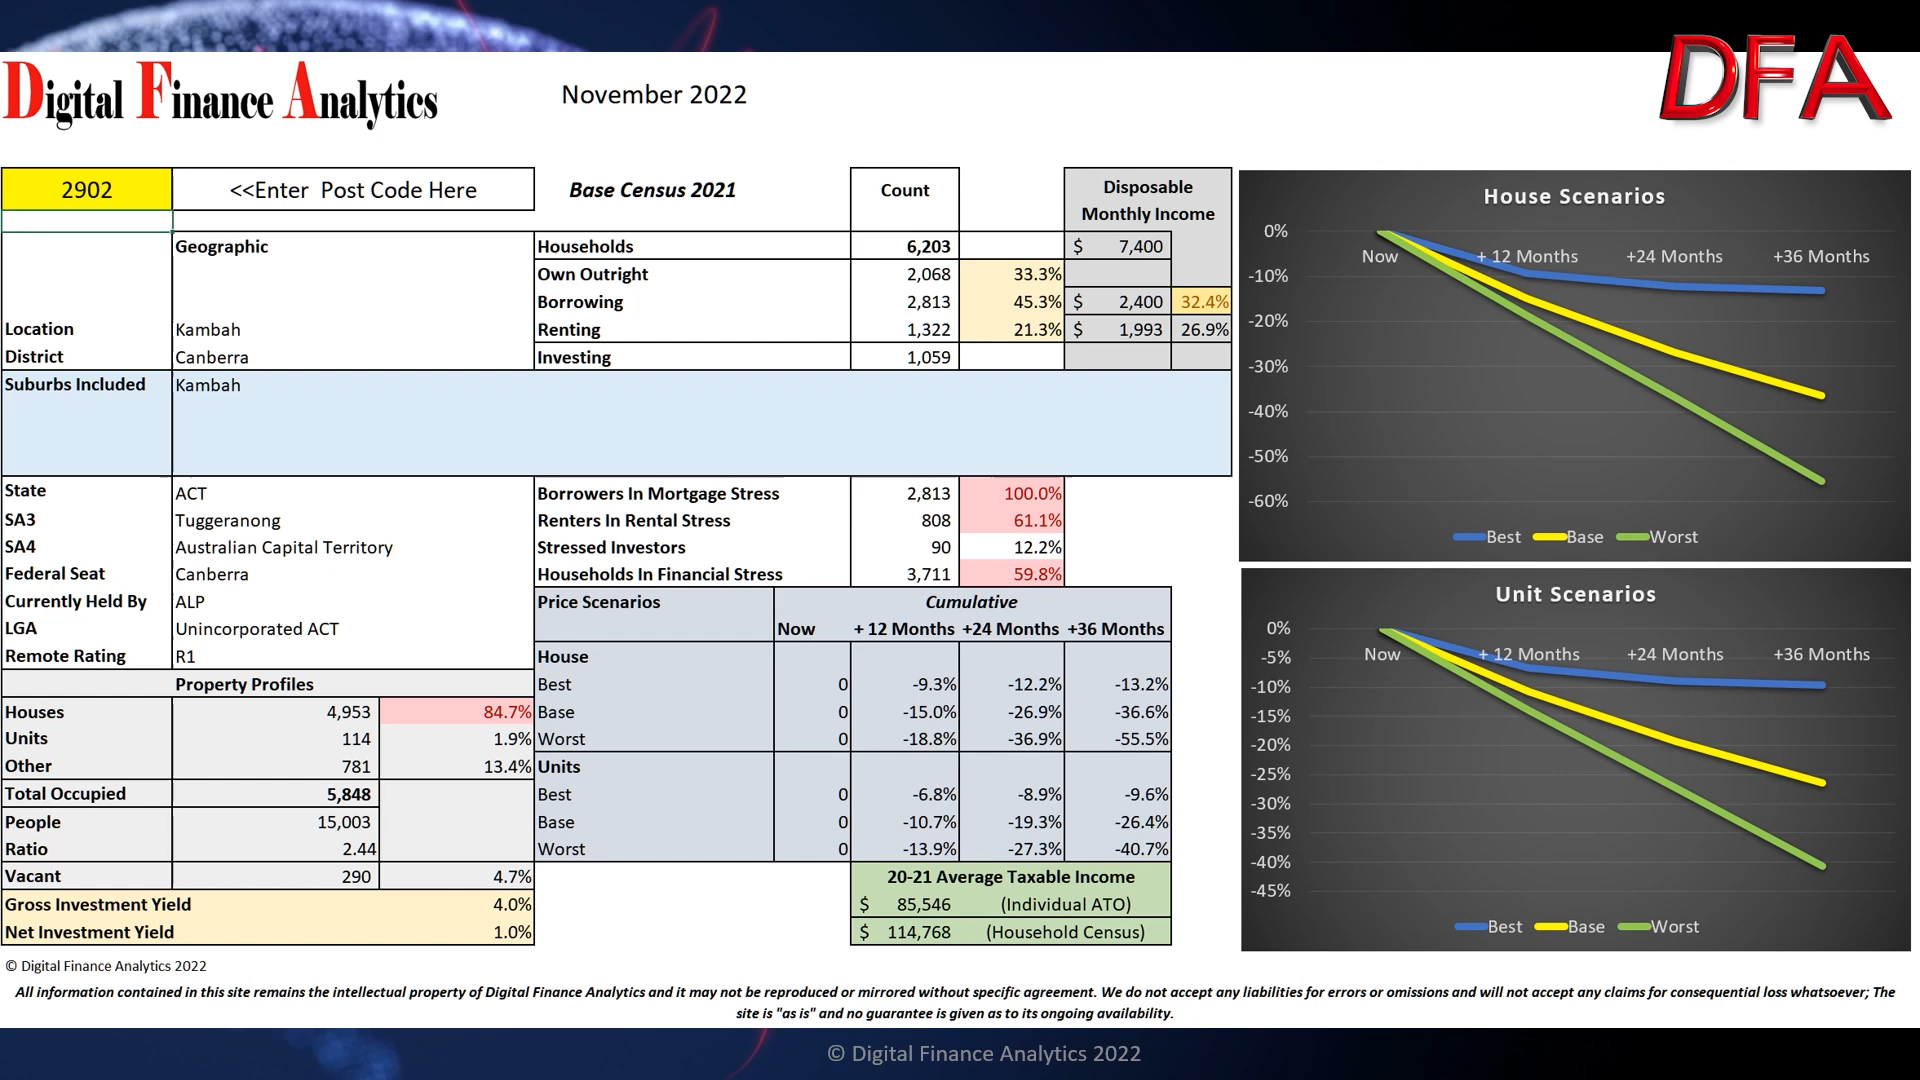 Digital Finance Analytics
November 2022
DFA
2902 <<Enter Post Code Here Base Census 2021 Count Disposable
Monthly Income
Geographic Households 6,203 $ 7,400
Own Outright 2,068 33.3%
Borrowing 2,813 45.3% $ 2,400 32.4%
Location Kambah Renting 1,322 21.3% $ 1,993 26.9%
District Canberra Investing 1,059
Suburbs Included Kambah
State ACT Borrowers In Mortgage Stress 2,813 100.0%
SA3 Tuggeranong Renters In Rental Stress 808 61.1%
SA4 Australian Capital Territory Stressed Investors 90 12.2%
Federal Seat Canberra Households In Financial Stress 3,711 59.8%
Currently Held By ALP Price Scenarios Cumulative
LGA Unincorporated ACT Now + 12 Months +24 Months +36 Months
Remote Rating R1 House
Property Profiles Best 0 -9.3% -12.2% -13.2%
Houses 4,953 84.7% Base 0 -15.0% -26.9% -36.6%
Units 114 1.9% Worst 0 -18.8% -36.9% -55.5%
Other 781 13.4% Units
Total Occupied 5,848 Best 0 -6.8% -8.9% -9.6%
People 15,003 Base 0 -10.7% -19.3% -26.4%
Ratio 2.44 Worst 0 -13.9% -27.3% -40.7%
Vacant 290 4.7% 20-21 Average Taxable Income
Gross Investment Yield 4.0% $ 85,546 (Individual ATO)
Net Investment Yield 1.0% $ 114,768 (Household Census)
House Scenarios
0%
Now + 12 Months +24 Months +36 Months
-10%
-20%
-30%
-40%
-50%
-60%
Best Base Worst
Unit Scenarios
0%
Now + 12 Months +24 Months +36 Months
-5%
-10%
-15%
-20%
-25%
-30%
-35%
-40%
-45%
Best Base Worst
© Digital Finance Analytics 2022
All information contained in this site remains the intellectual property of Digital Finance Analytics and it may not be reproduced or mirrored without specific agreement. We do not accept any liabilities for errors or omissions and will not accept any claims for consequential loss whatsoever; The
site is "as is" and no guarantee is given as to its ongoing availability.
© Digital Finance Analytics 2022